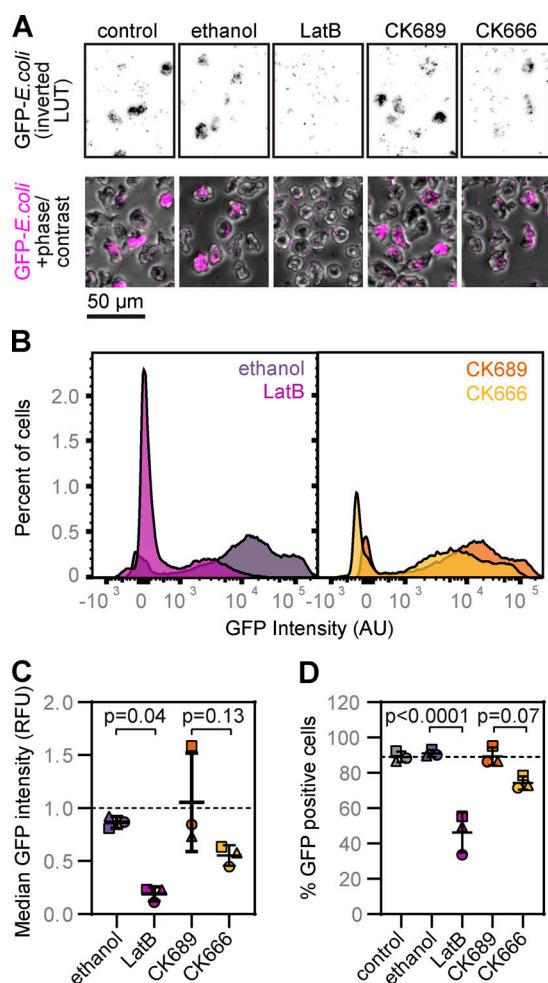 A
control ethanol LatB CK689 CK666
GFP-E.coli
(inverted
LUT)
GFP-E.coli
+phase/
contrast
50 µm
B
Percent of cells
2.0
1.5
1.0
0.5
0
ethanol
LatB
CK689
CK666
-10³ 0 10³ 10⁴ 10⁵ -10³ 0 10³ 10⁴ 10⁵
GFP Intensity (AU)
C
Median GFP intensity (RFU)
2.0
1.5
1.0
0.5
0.0
p=0.04 p=0.13
ethanol LatB CK689 CK666
D
% GFP positive cells
120
100
80
60
40
20
0
p<0.0001 p=0.07
control ethanol LatB CK689 CK666